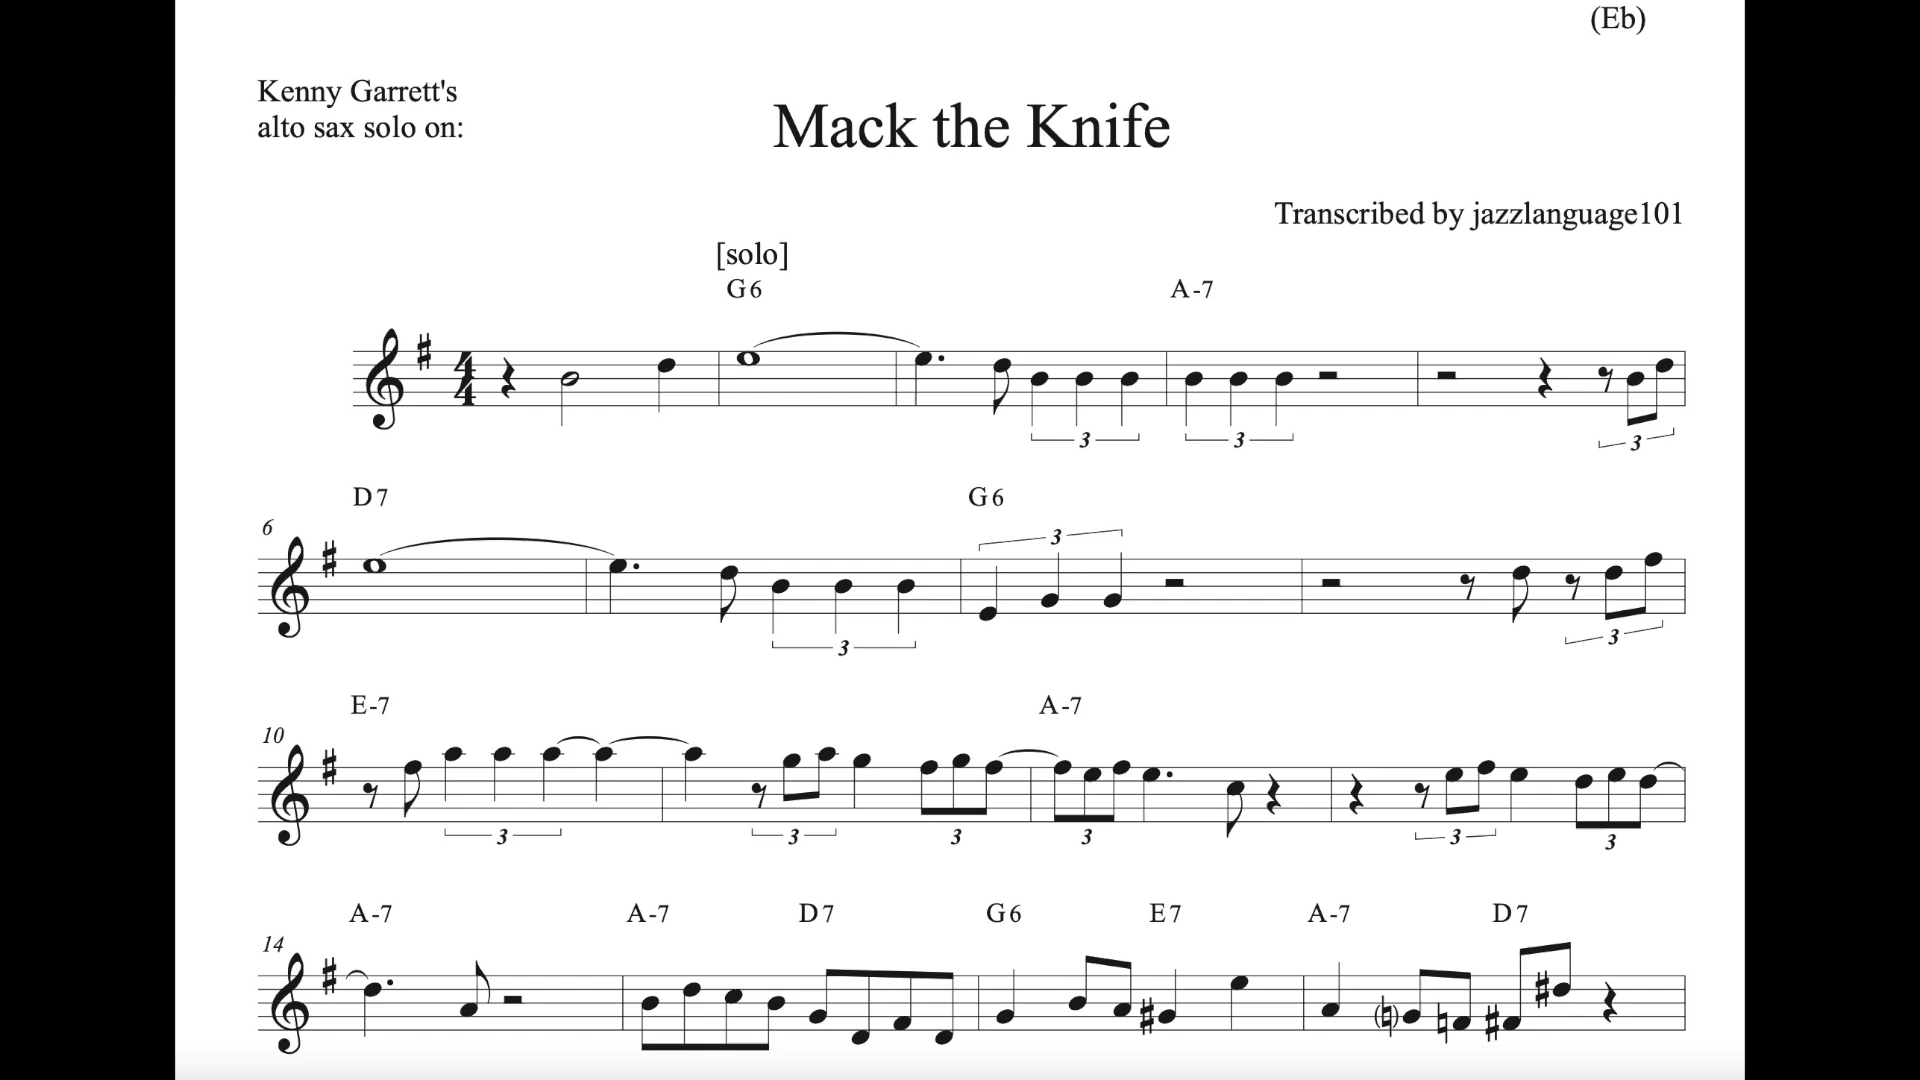 (Eb)
Kenny Garrett's
alto sax solo on:
Mack the Knife
Transcribed by jazzlanguage101
[solo]
G6 A-7
4
4
3 3 3
D7 G6
6
3
3 3
E-7 A-7
10
3 3 3 3 3 3
A-7 A-7 D7 G6 E7 A-7 D7
14